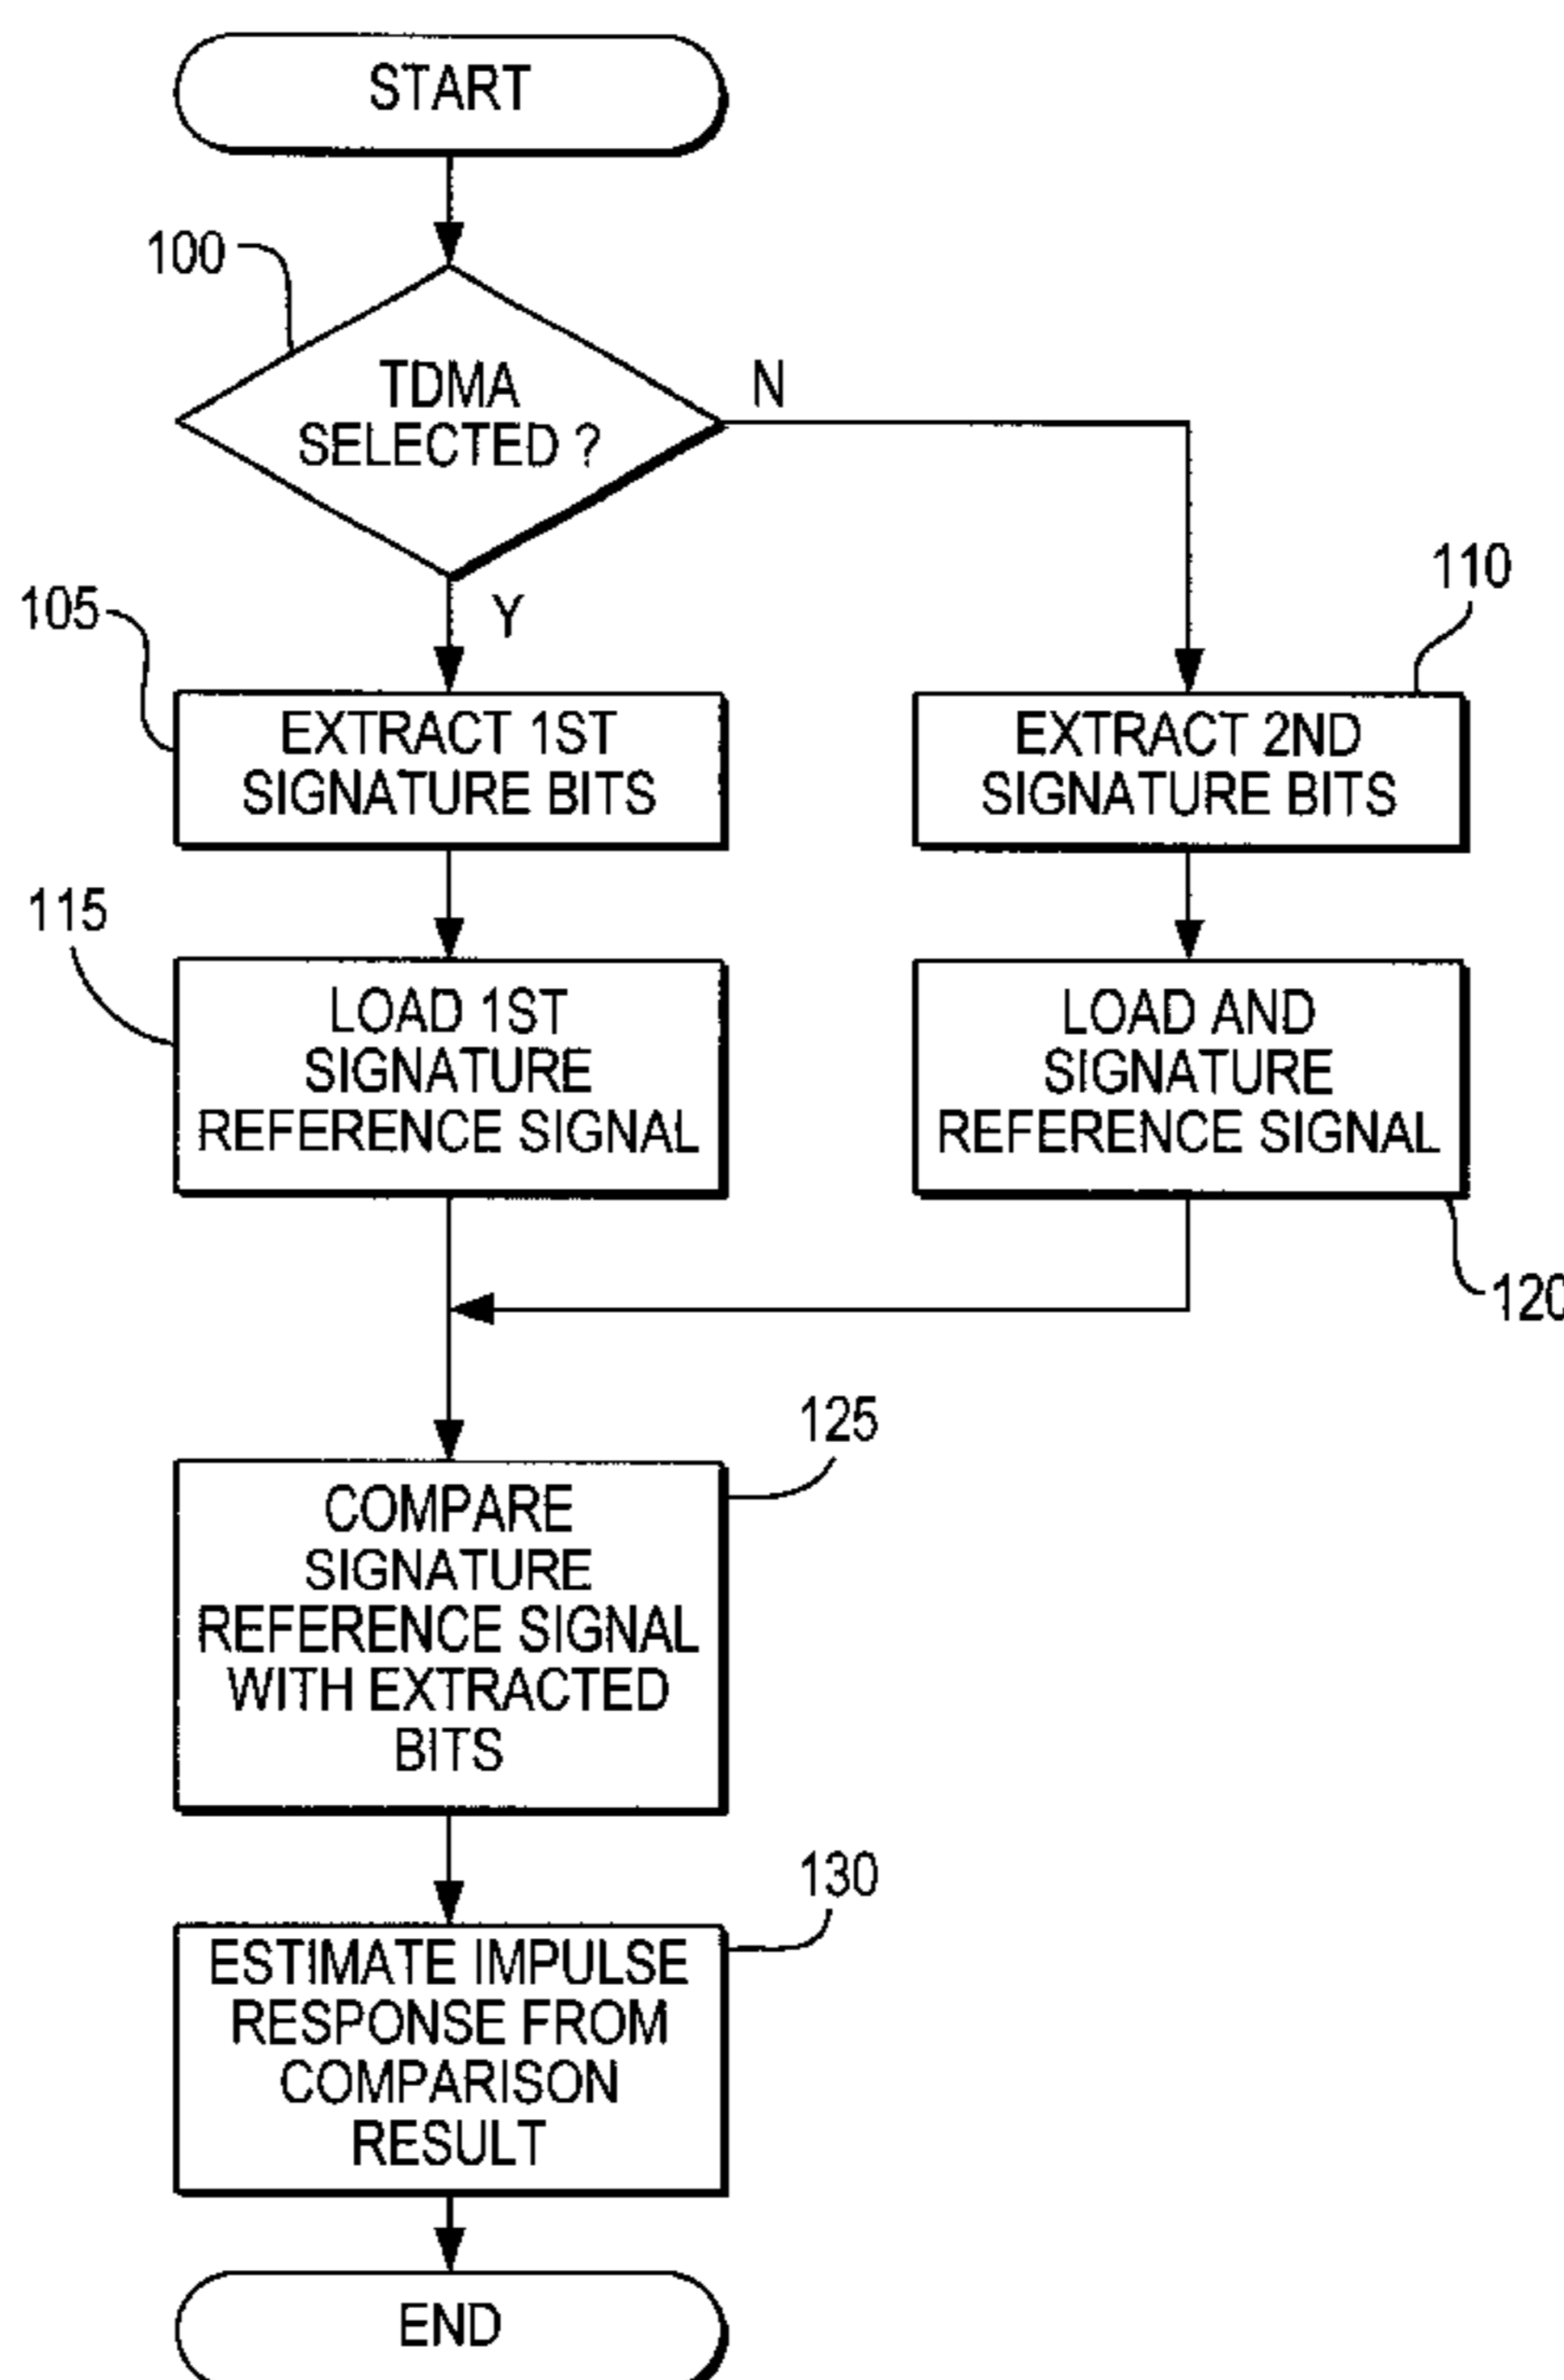 START
100
TDMA
SELECTED ?
N
Y
105
EXTRACT 1ST
SIGNATURE BITS
110
EXTRACT 2ND
SIGNATURE BITS
115
LOAD 1ST
SIGNATURE
REFERENCE SIGNAL
LOAD AND
SIGNATURE
REFERENCE SIGNAL
120
125
COMPARE
SIGNATURE
REFERENCE SIGNAL
WITH EXTRACTED
BITS
130
ESTIMATE IMPULSE
RESPONSE FROM
COMPARISON
RESULT
END